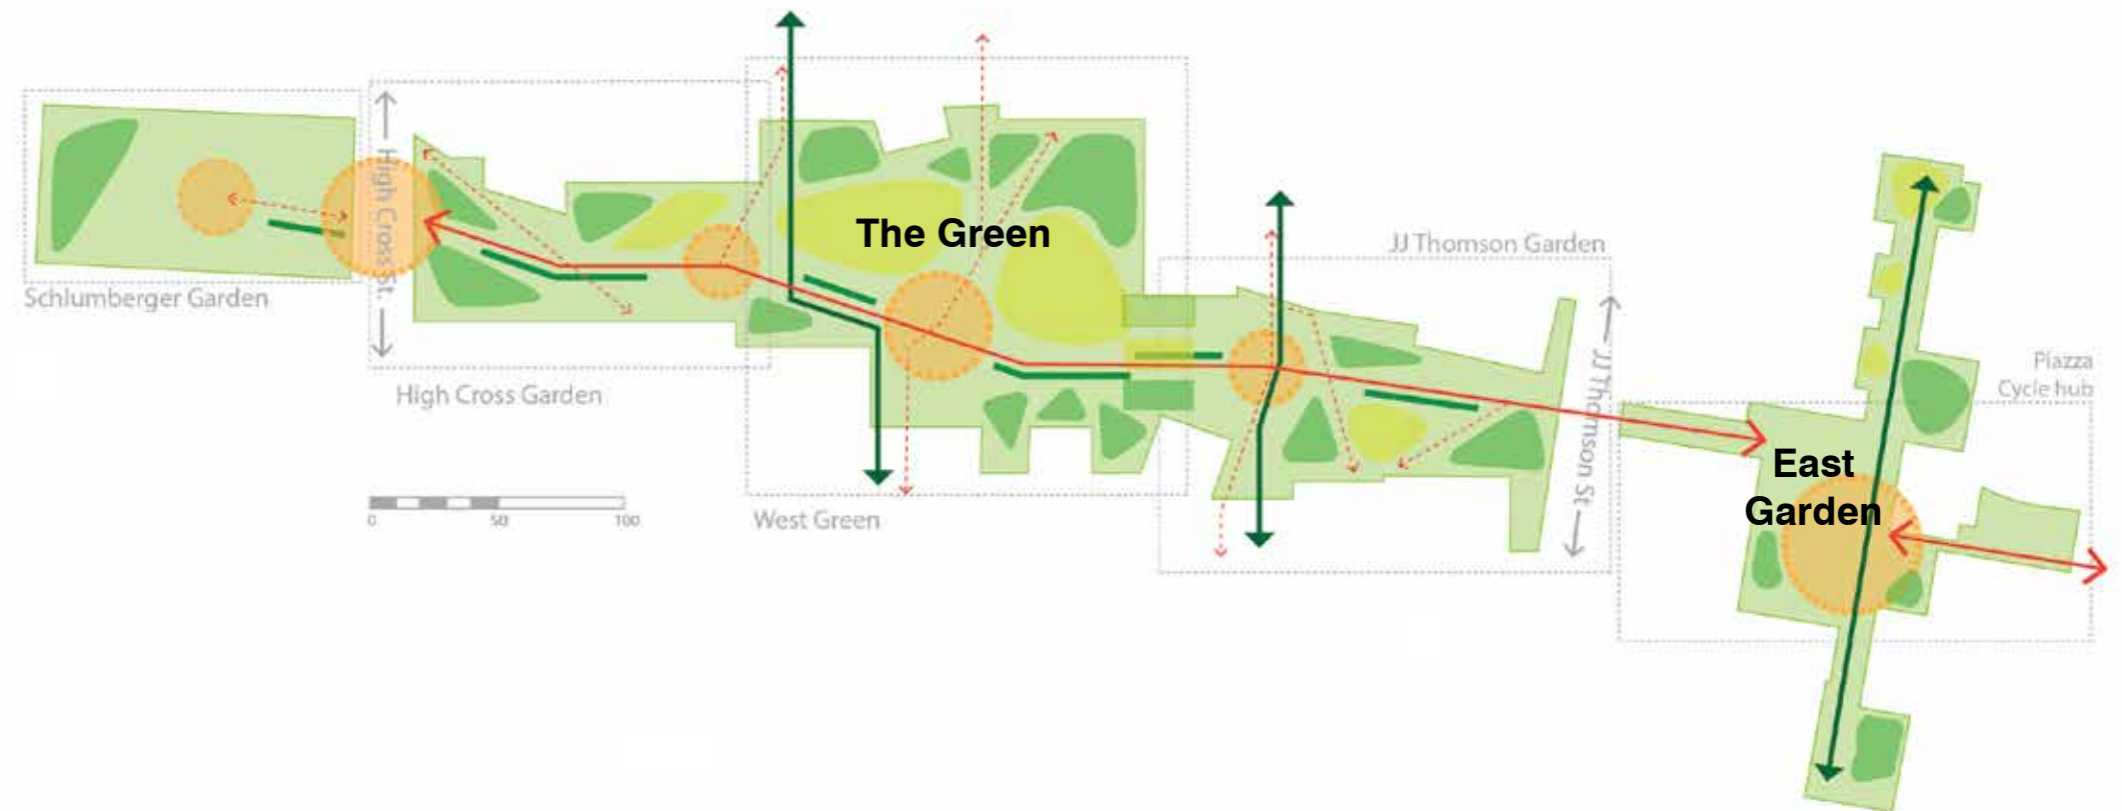 The Green
High Cross St.
JJ Thomson Garden
Schlumberger Garden
JJ Thomson St
Piazza
Cycle hub
High Cross Garden
East
Garden
0 50 100
West Green